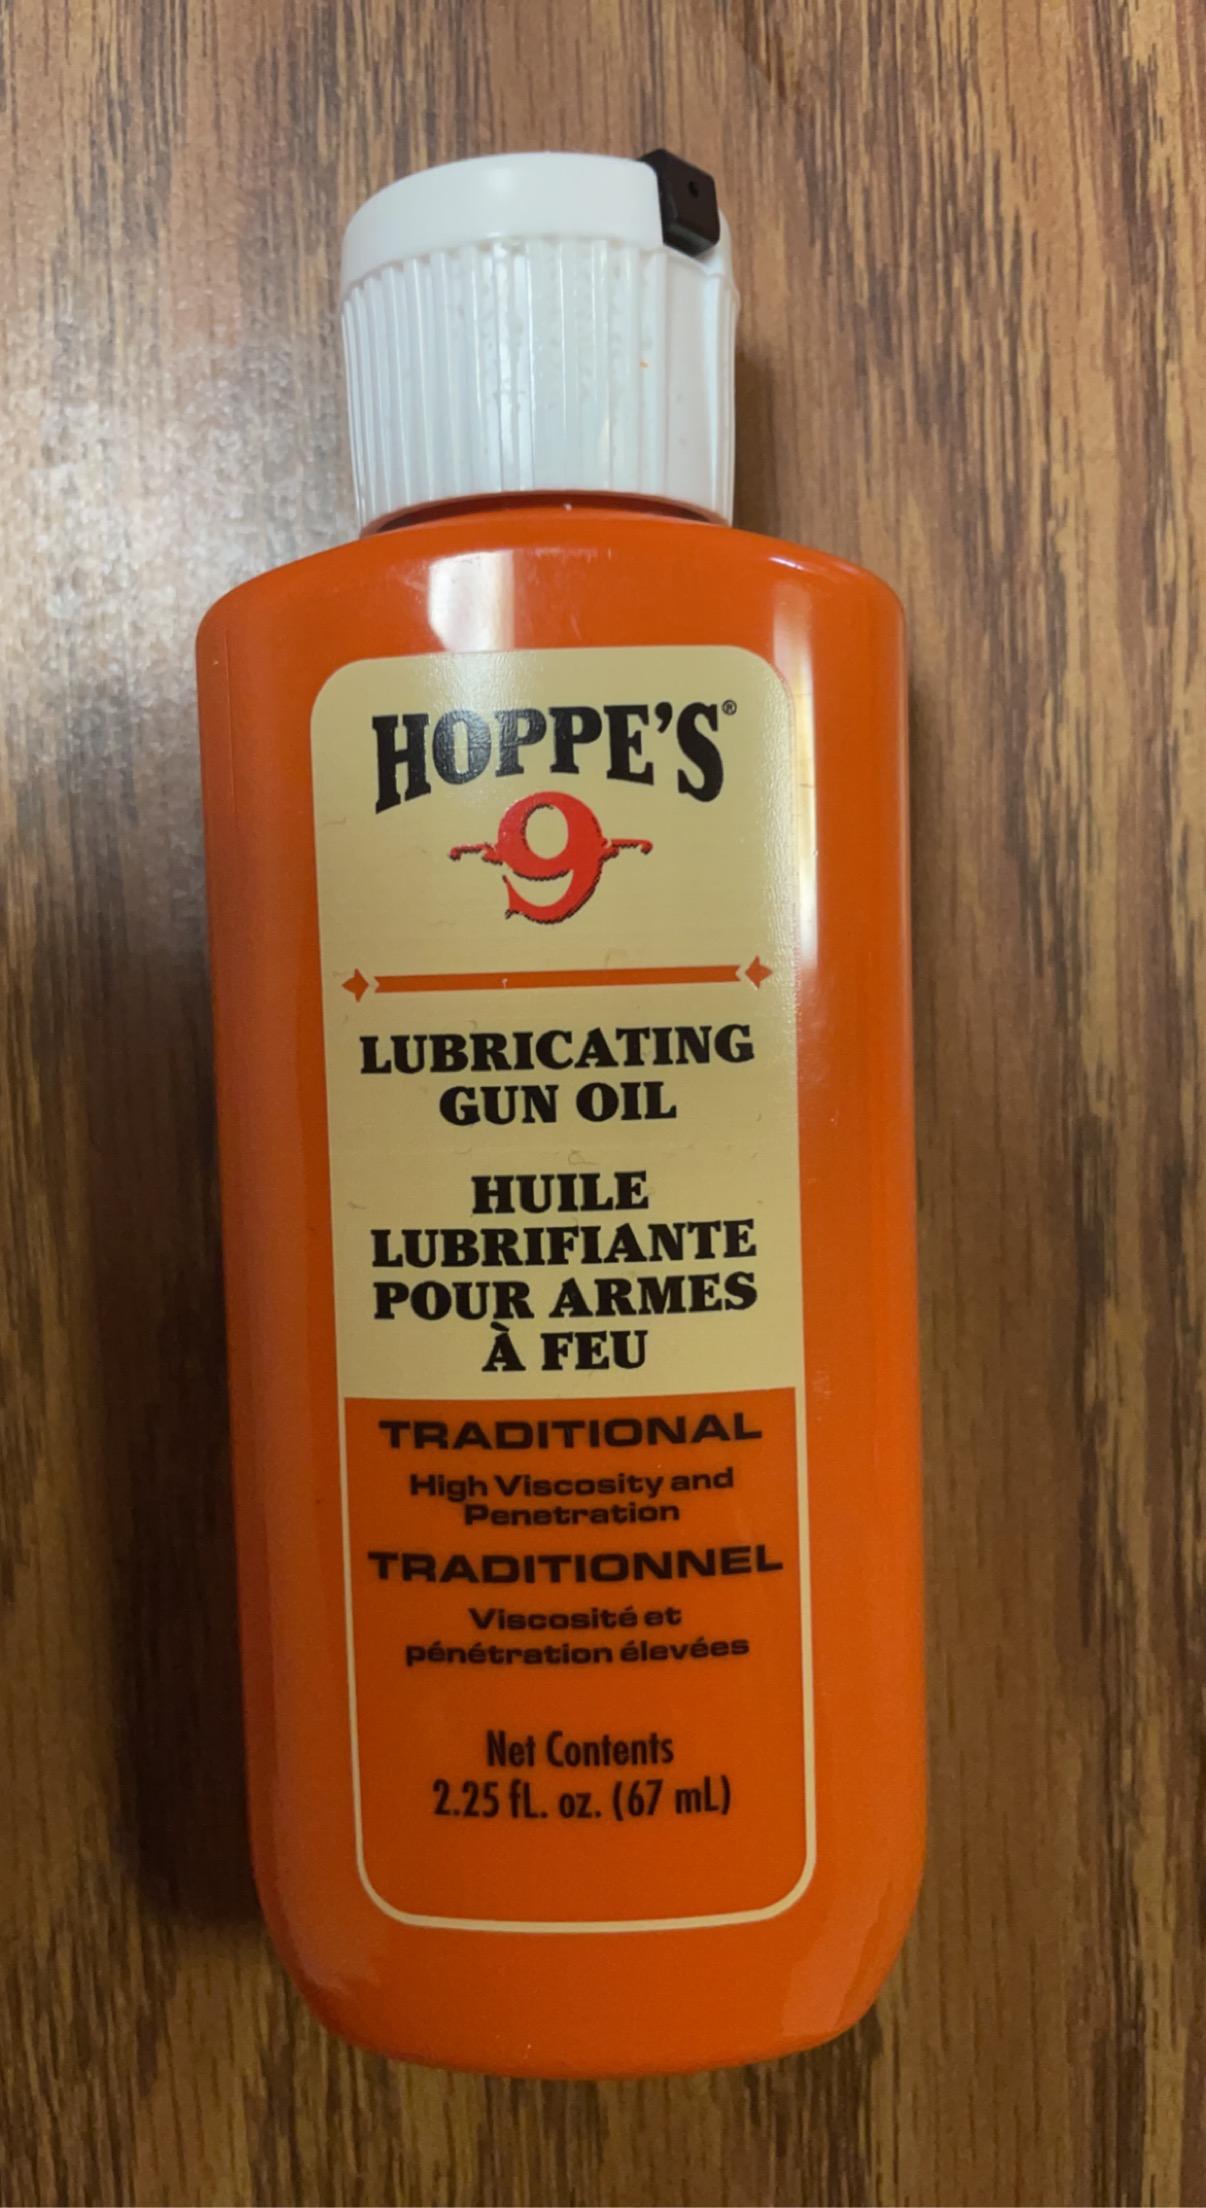 HOPPE'S®
9
LUBRICATING
GUN OIL
HUILE
LUBRIFIANTE
POUR ARMES
À FEU
TRADITIONAL
High Viscosity and
Penetration
TRADITIONNEL
Viscosité et
pénétration élevées
Net Contents
2.25 fL. oz. (67 mL)